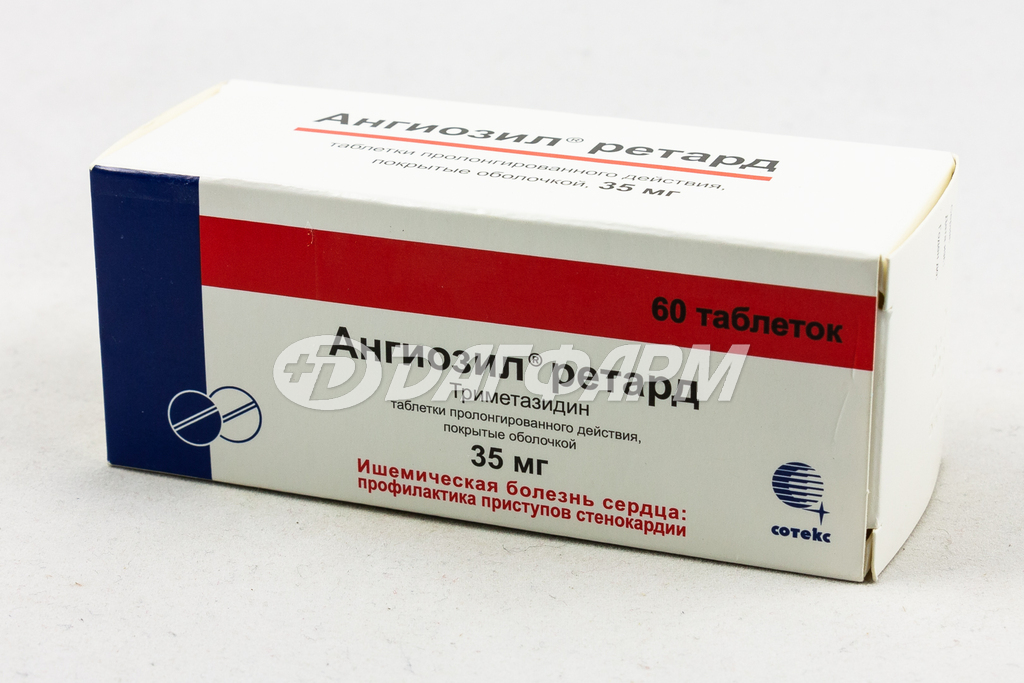 Ангиозил® ретард
таблетки пролонгированного действия,
покрытые оболочкой, 35 мг
60 таблеток
Ангиозил® ретард
ДАГФАРМ
Триметазидин
таблетки пролонгированного действия,
покрытые оболочкой
35 мг
Ишемическая болезнь сердца:
профилактика приступов стенокардии
сотекс